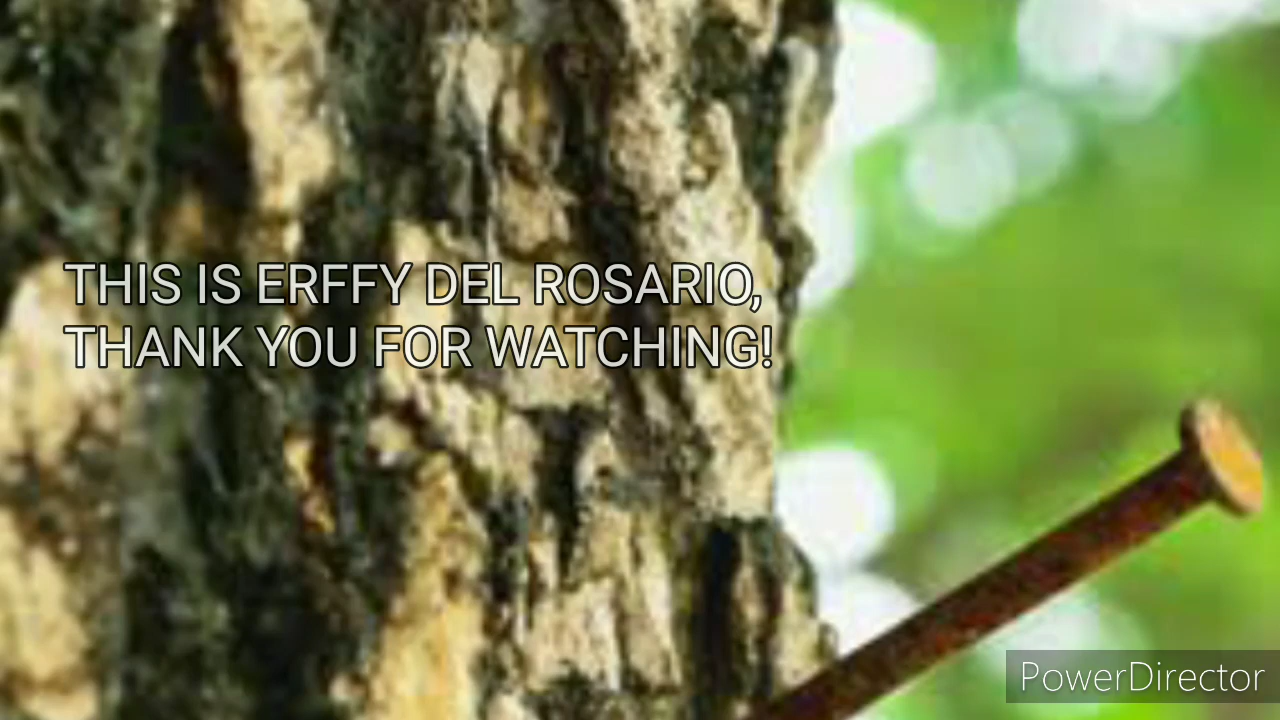 THIS IS ERFFY DEL ROSARIO,
THANK YOU FOR WATCHING!
PowerDirector